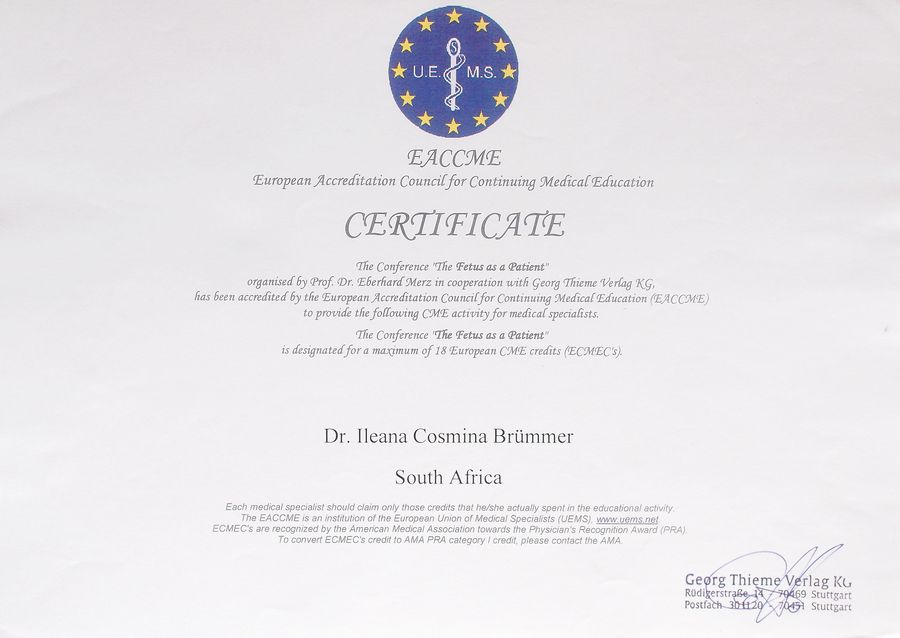 U.E. M.S.
S
EACCME
European Accreditation Council for Continuing Medical Education
CERTIFICATE
The Conference "The Fetus as a Patient"
organised by Prof. Dr. Eberhard Merz in cooperation with Georg Thieme Verlag KG,
has been accredited by the European Accreditation Council for Continuing Medical Education (EACCME)
to provide the following CME activity for medical specialists.
The Conference "The Fetus as a Patient"
is designated for a maximum of 18 European CME credits (ECMEC's).
Dr. Ileana Cosmina Brümmer
South Africa
Each medical specialist should claim only those credits that he/she actually spent in the educational activity.
The EACCME is an institution of the European Union of Medical Specialists (UEMS), www.uems.net
ECMEC's are recognized by the American Medical Association towards the Physician's Recognition Award (PRA).
To convert ECMEC's credit to AMA PRA category I credit, please contact the AMA.
Georg Thieme Verlag KG
Rüdigerstraße 14 · 70469 Stuttgart
Postfach 301120 · 70451 Stuttgart